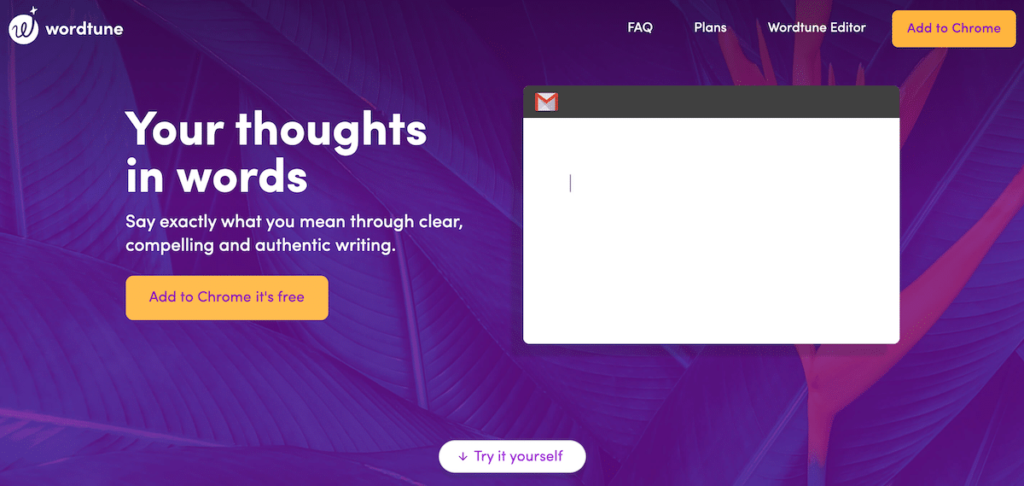 wordtune
FAQ
Plans
Wordtune Editor
Add to Chrome
Your thoughts
in words
Say exactly what you mean through clear,
compelling and authentic writing.
Add to Chrome it's free
Try it yourself